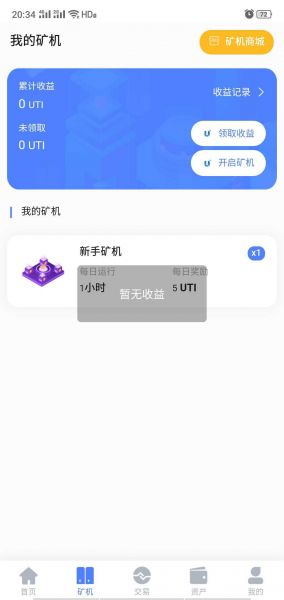 20:34 HD 72
我的矿机
矿机商城
累计收益
0 UTI
收益记录
未领取
0 UTI
领取收益
开启矿机
我的矿机
新手矿机 x1
每日运行 每日奖励
1小时 5 UTI
暂无收益
首页 矿机 交易 资产 我的